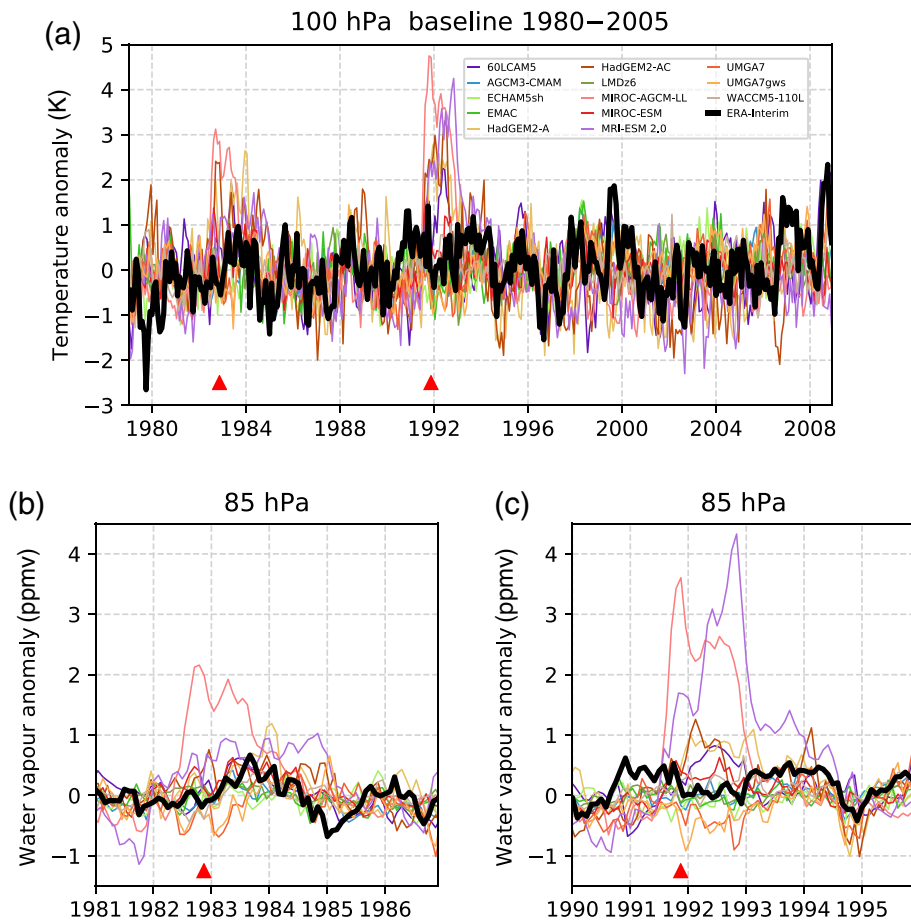 (a)
100 hPa  baseline 1980−2005
Temperature anomaly (K)
5
4
3
2
1
0
−1
−2
−3
60LCAM5
AGCM3-CMAM
ECHAM5sh
EMAC
HadGEM2-A
HadGEM2-AC
LMDz6
MIROC-AGCM-LL
MIROC-ESM
MRI-ESM 2.0
UMGA7
UMGA7gws
WACCM5-110L
ERA-Interim
1980 1984 1988 1992 1996 2000 2004 2008
(b)
85 hPa
Water vapour anomaly (ppmv)
4
3
2
1
0
−1
1981 1982 1983 1984 1985 1986
(c)
85 hPa
Water vapour anomaly (ppmv)
4
3
2
1
0
−1
1990 1991 1992 1993 1994 1995